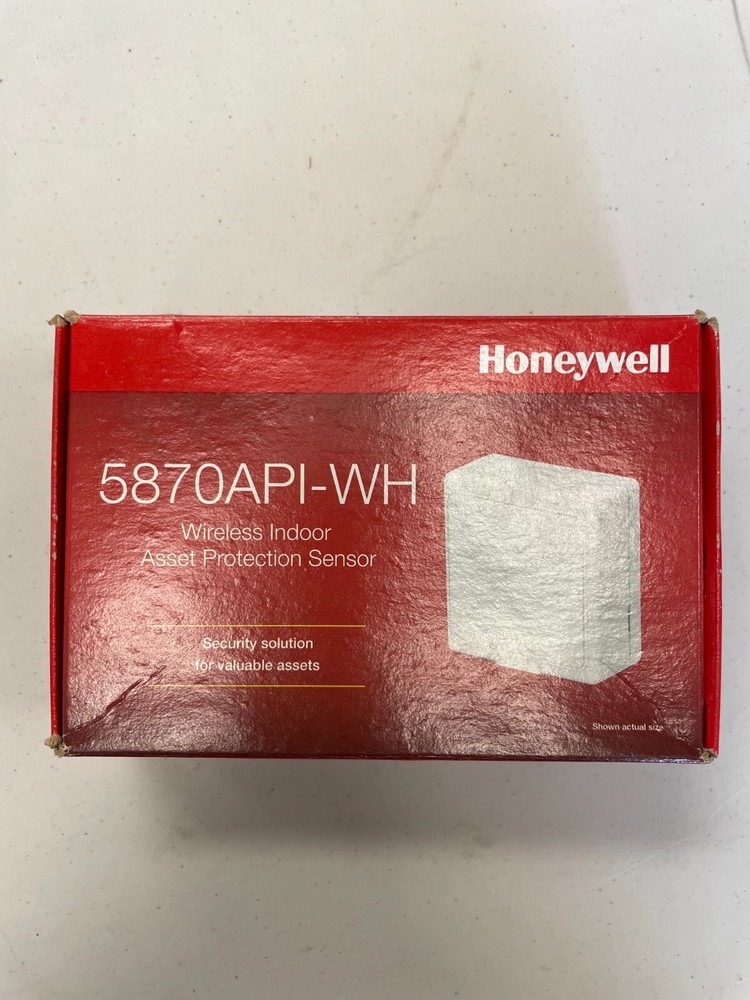 Honeywell
5870API-WH
Wireless Indoor
Asset Protection Sensor
Security solution
for valuable assets
Shown actual size